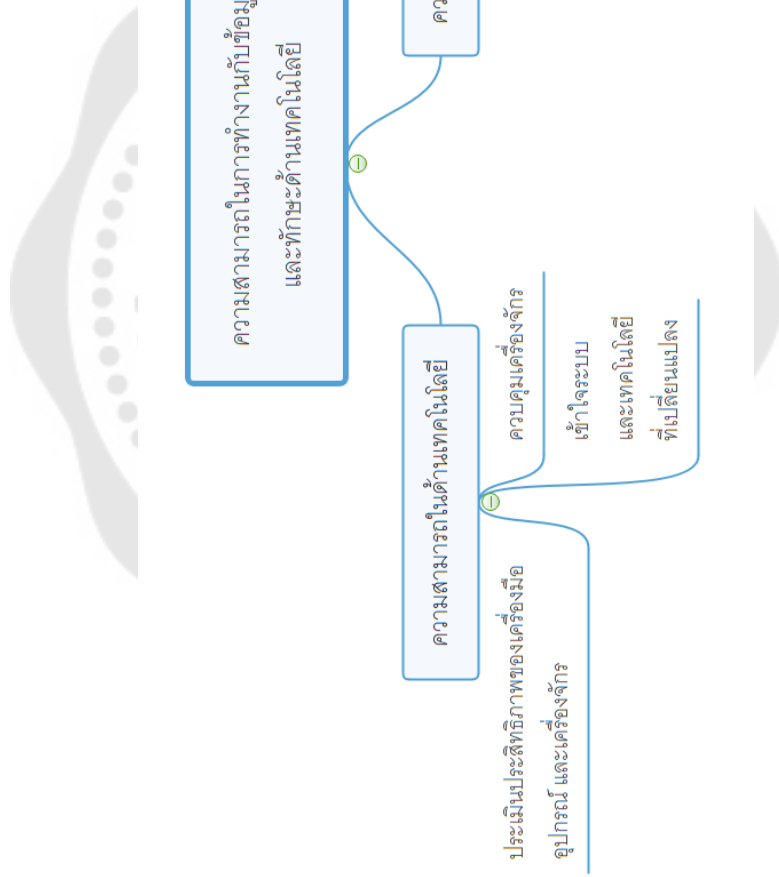 ความสามารถในการทำงานกับข้อมู
และทักษะด้านเทคโนโลยี
คว
ความสามารถในด้านเทคโนโลยี
ประเมินประสิทธิภาพของเครื่องมือ
อุปกรณ์ และเครื่องจักร
ควบคุมเครื่องจักร
เข้าใจระบบ
และเทคโนโลยี
ที่เปลี่ยนแปลง